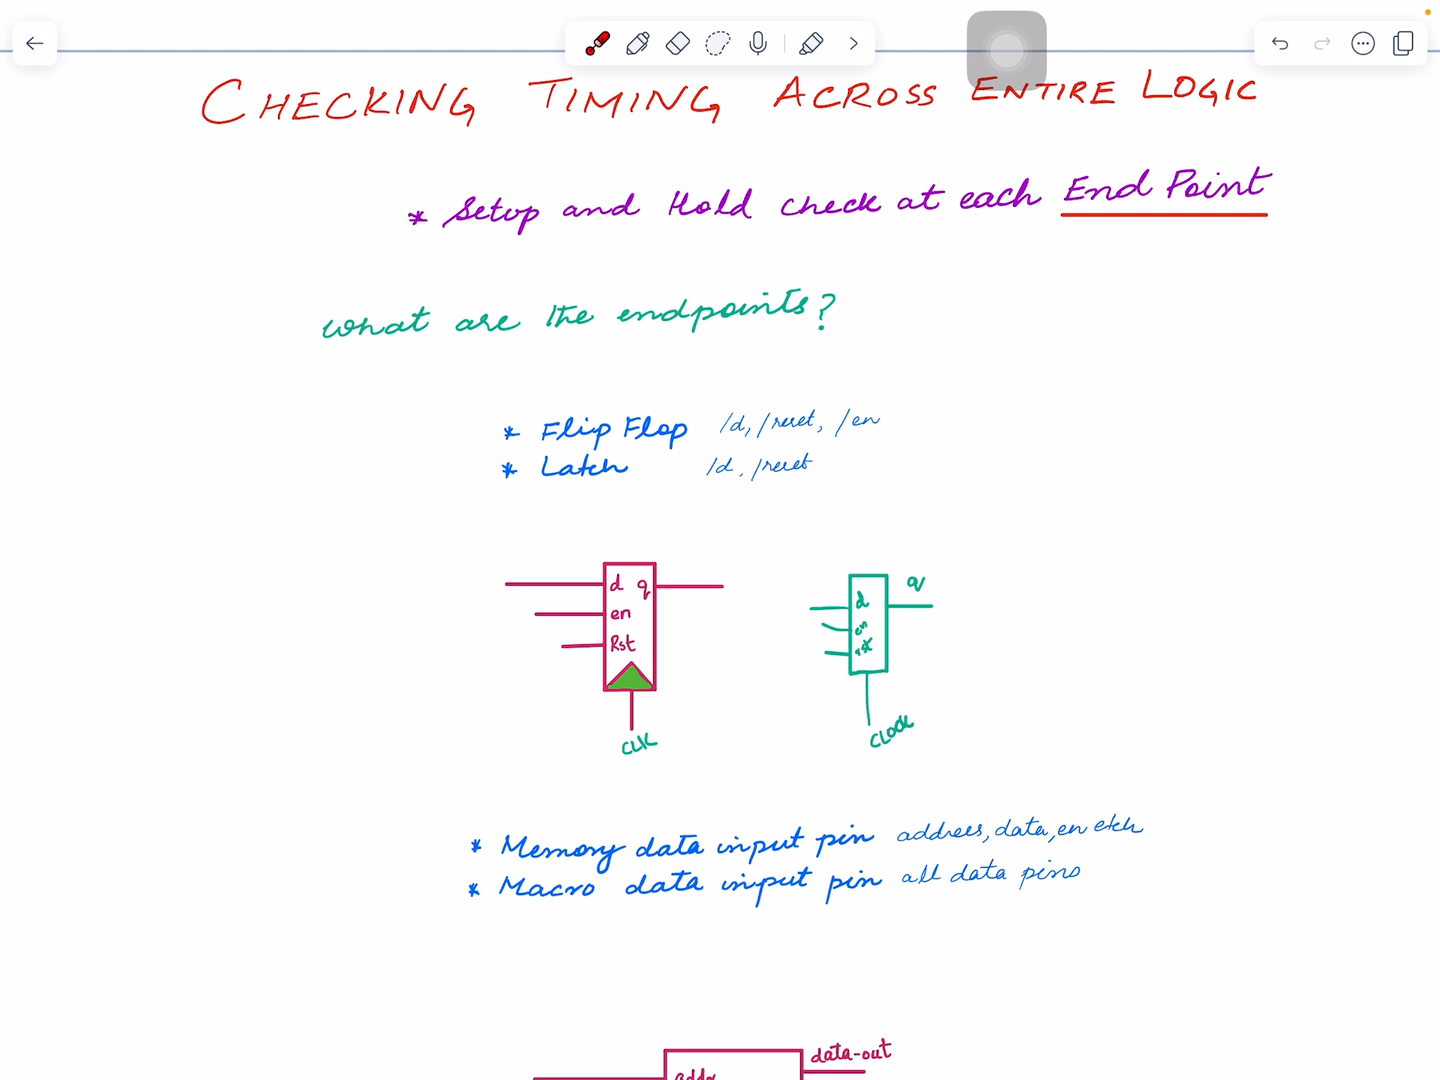 CHECKING TIMING ACROSS ENTIRE LOGIC
* Setup and Hold check at each End Point
What are the endpoints?
* Flip Flop /d, /reset, /en
* Latch /d, /reset
d q
en
Rst
CLK
q
d
en
rst
CLOCK
* Memory data input pin address, data, en etch
* Macro data input pin all data pins
data-out
addr